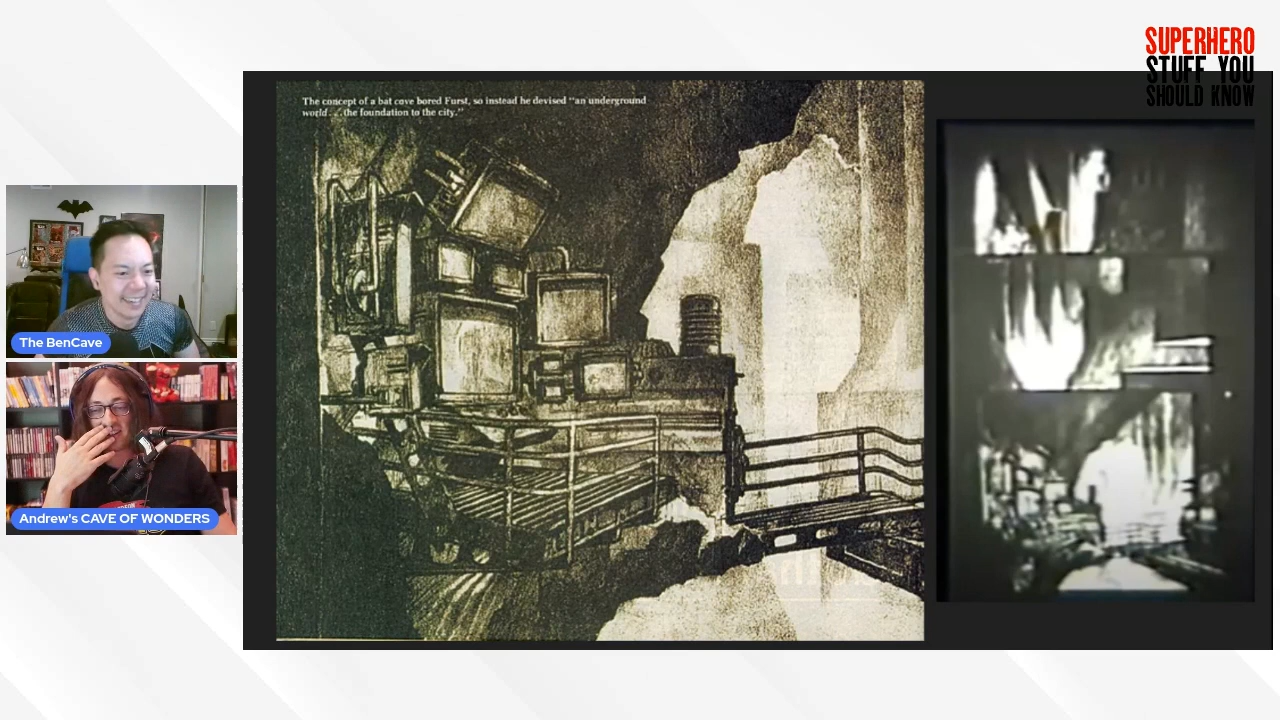 SUPERHERO
STUFF YOU
SHOULD KNOW
The concept of a bat cave bored Furst, so instead he devised "an underground
world . . . the foundation to the city."
The BenCave
Andrew's CAVE OF WONDERS